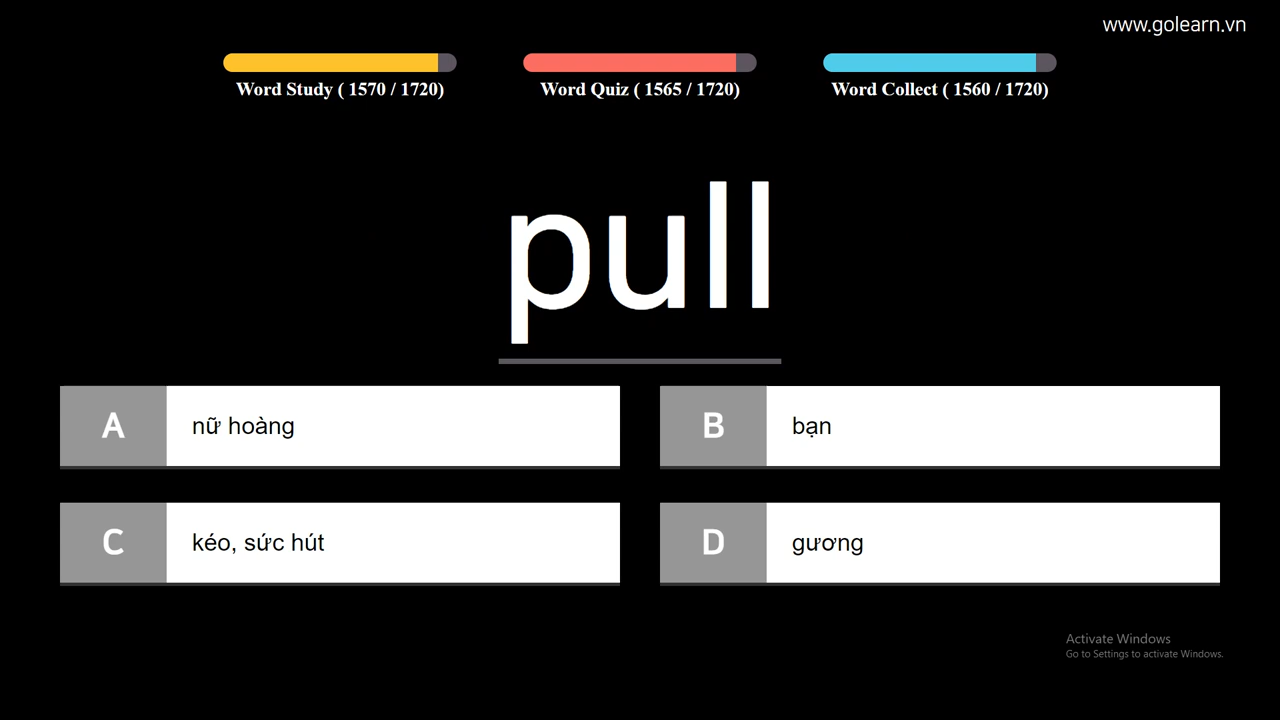 www.golearn.vn
Word Study ( 1570 / 1720)
Word Quiz ( 1565 / 1720)
Word Collect ( 1560 / 1720)
pull
A nữ hoàng
B bạn
C kéo, sức hút
D gương
Activate Windows
Go to Settings to activate Windows.